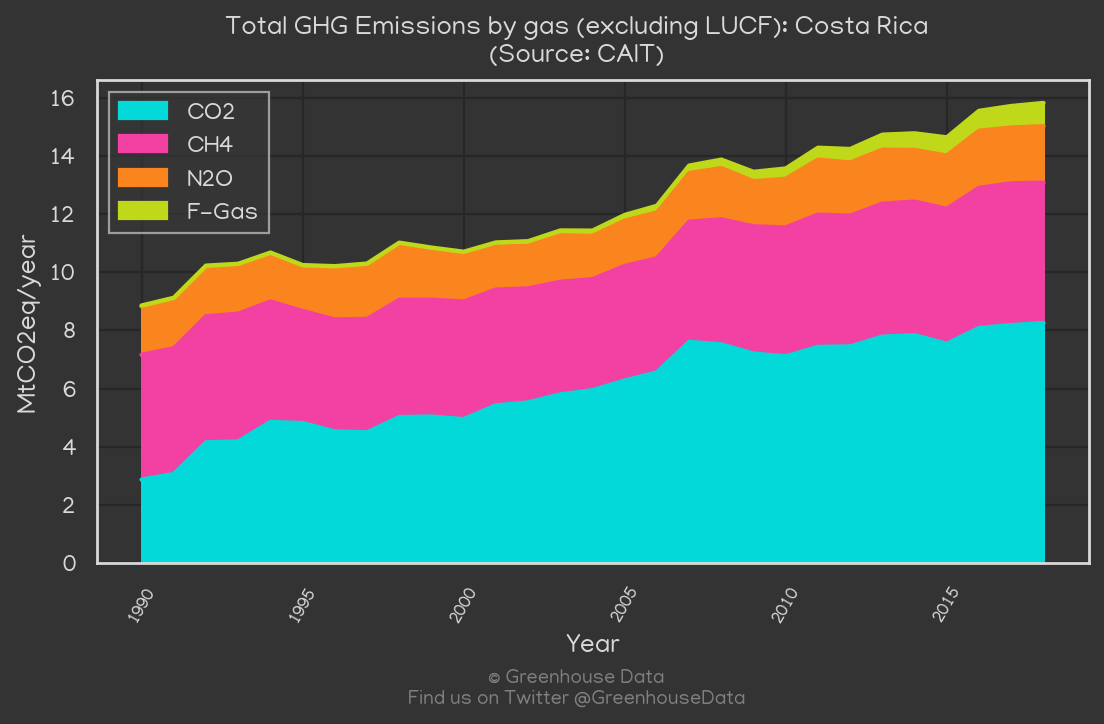 Total GHG Emissions by gas (excluding LUCF): Costa Rica
(Source: CAIT)
CO2
CH4
N2O
F-Gas
MtCO2eq/year
16
14
12
10
8
6
4
2
0
1990
1995
2000
2005
2010
2015
Year
© Greenhouse Data
Find us on Twitter @GreenhouseData